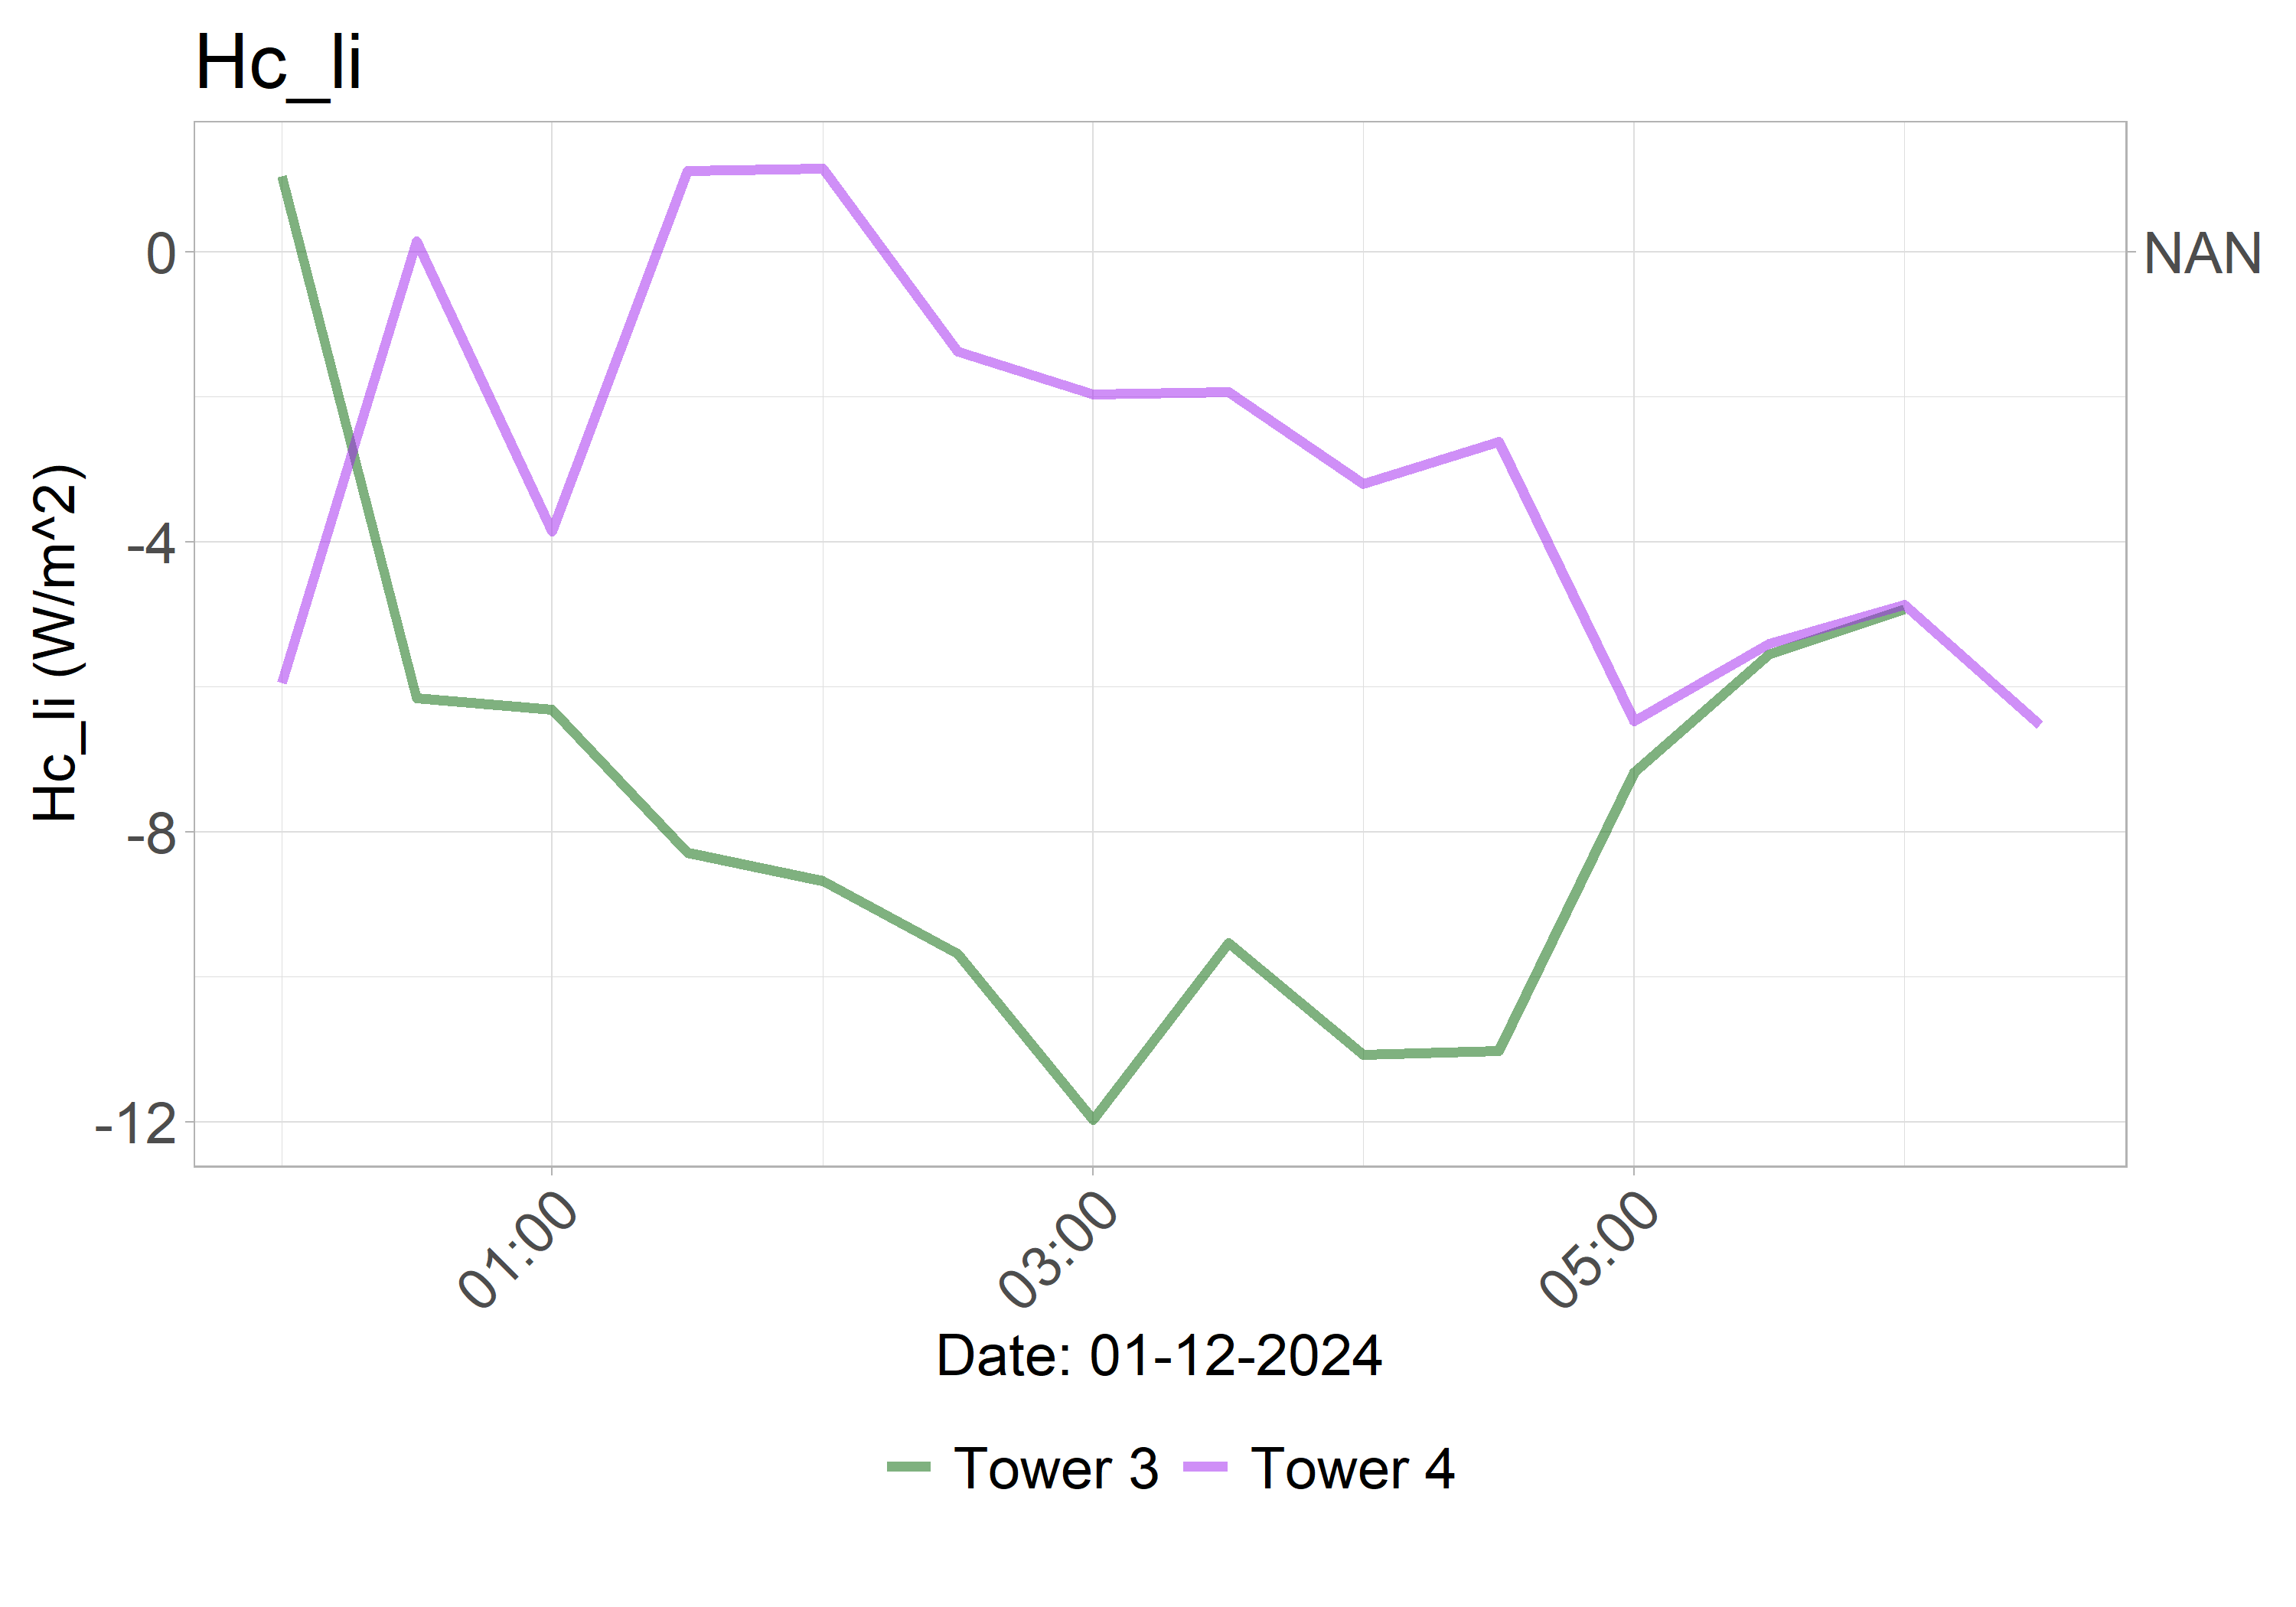 Hc_li
Hc_li (W/m^2)
0
-4
-8
-12
NAN
01:00
03:00
05:00
Date: 01-12-2024
Tower 3
Tower 4